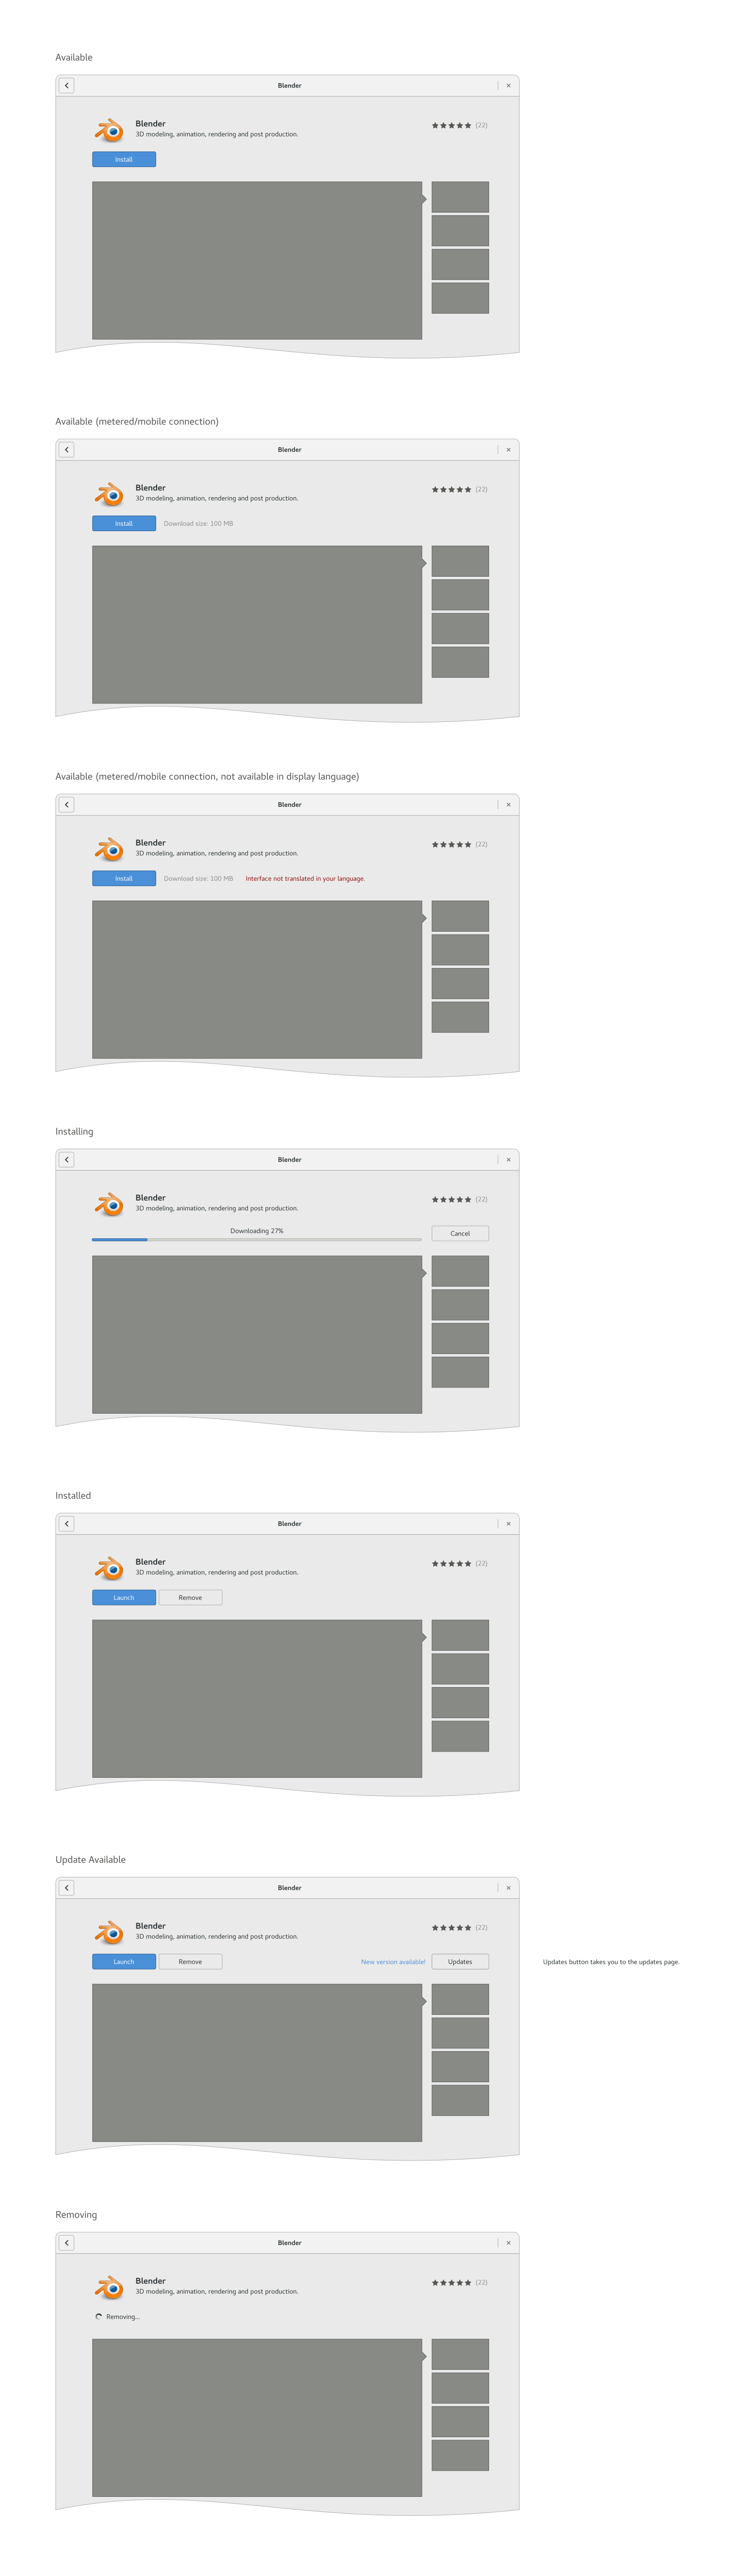 Available
Blender
Blender
3D modeling, animation, rendering and post production.
(22)
Install
Available (metered/mobile connection)
Blender
Blender
3D modeling, animation, rendering and post production.
(22)
Install Download size: 100 MB
Available (metered/mobile connection, not available in display language)
Blender
Blender
3D modeling, animation, rendering and post production.
(22)
Install Download size: 100 MB Interface not translated in your language.
Installing
Blender
Blender
3D modeling, animation, rendering and post production.
(22)
Downloading 27%
Cancel
Installed
Blender
Blender
3D modeling, animation, rendering and post production.
(22)
Launch Remove
Update Available
Blender
Blender
3D modeling, animation, rendering and post production.
(22)
Launch Remove New version available! Updates
Updates button takes you to the updates page.
Removing
Blender
Blender
3D modeling, animation, rendering and post production.
(22)
Removing...